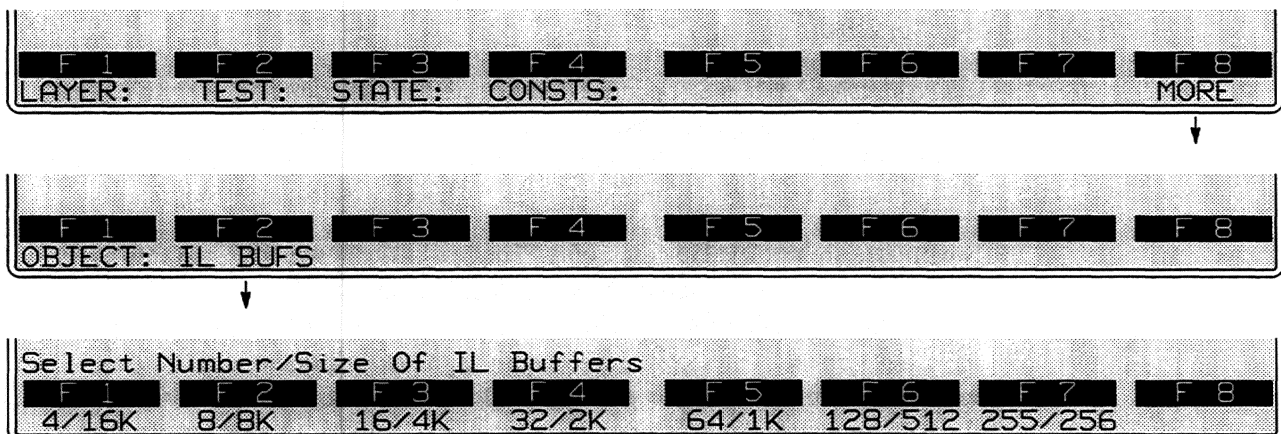 F 1 F 2 F 3 F 4 F 5 F 6 F 7 F 8
LAYER: TEST: STATE: CONSTS: MORE
F 1 F 2 F 3 F 4 F 5 F 6 F 7 F 8
OBJECT: IL BUFS
Select Number/Size Of IL Buffers
F 1 F 2 F 3 F 4 F 5 F 6 F 7 F 8
4/16K 8/8K 16/4K 32/2K 64/1K 128/512 255/256